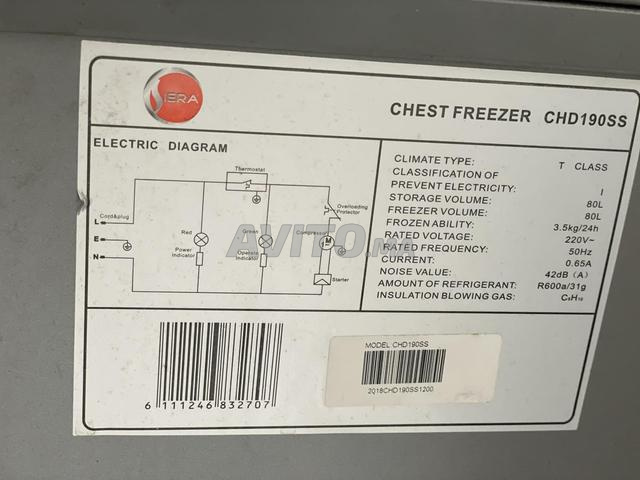 SIERA
CHEST FREEZER CHD190SS
ELECTRIC DIAGRAM
Thermostat
Overloading
Protector
Cord&plug
L
E
N
Red
Power
Indicator
Green
Operate
Indicator
Compressor
M
Starter
CLIMATE TYPE: T CLASS
CLASSIFICATION OF
PREVENT ELECTRICITY: I
STORAGE VOLUME: 80L
FREEZER VOLUME: 80L
FROZEN ABILITY: 3.5kg/24h
RATED VOLTAGE: 220V~
RATED FREQUENCY: 50Hz
CURRENT: 0.65A
NOISE VALUE: 42dB (A)
AMOUNT OF REFRIGERANT: R600a/31g
INSULATION BLOWING GAS: C₅H₁₀
AVITO.ma
6 111246 832707
MODEL CHD190SS
2Q18CHD190SS1200